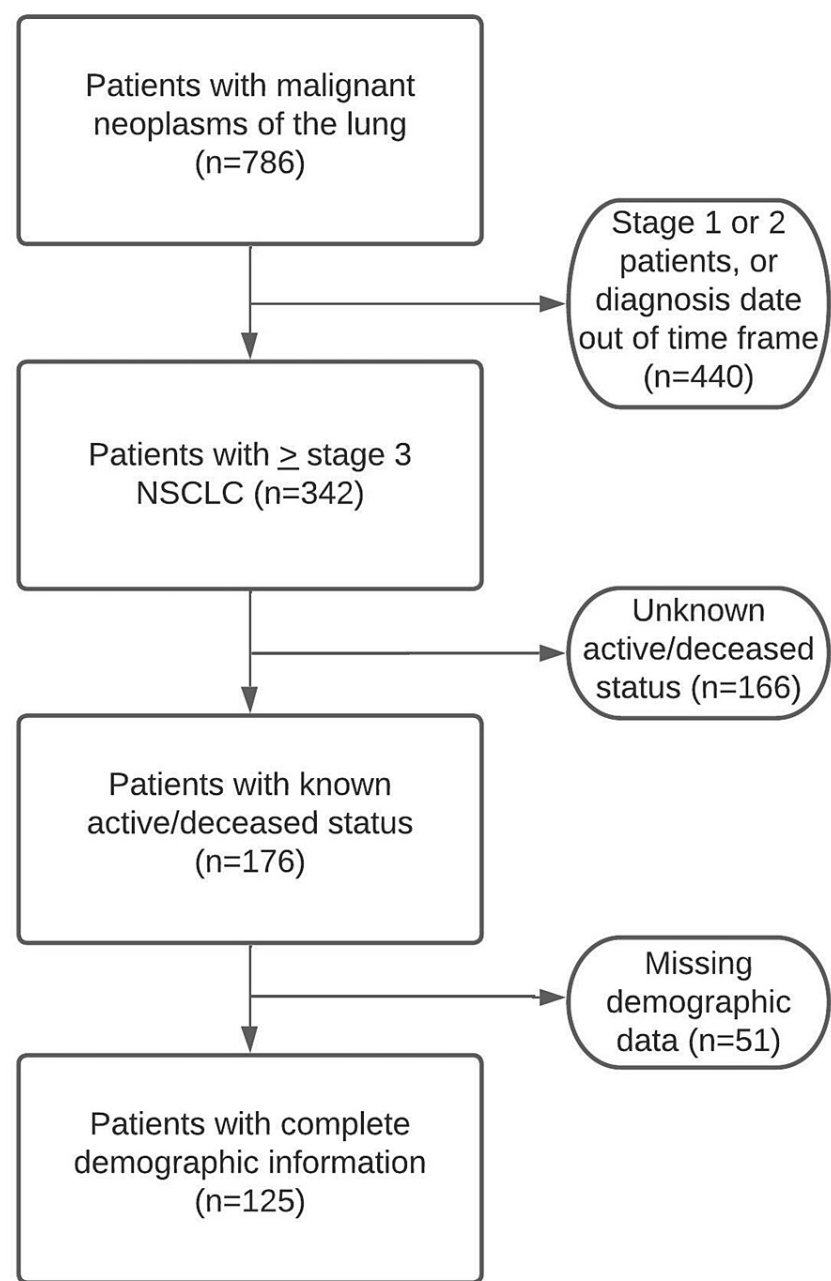 Patients with malignant
neoplasms of the lung
(n=786)
Stage 1 or 2
patients, or
diagnosis date
out of time frame
(n=440)
Patients with ≥ stage 3
NSCLC (n=342)
Unknown
active/deceased
status (n=166)
Patients with known
active/deceased status
(n=176)
Missing
demographic
data (n=51)
Patients with complete
demographic information
(n=125)